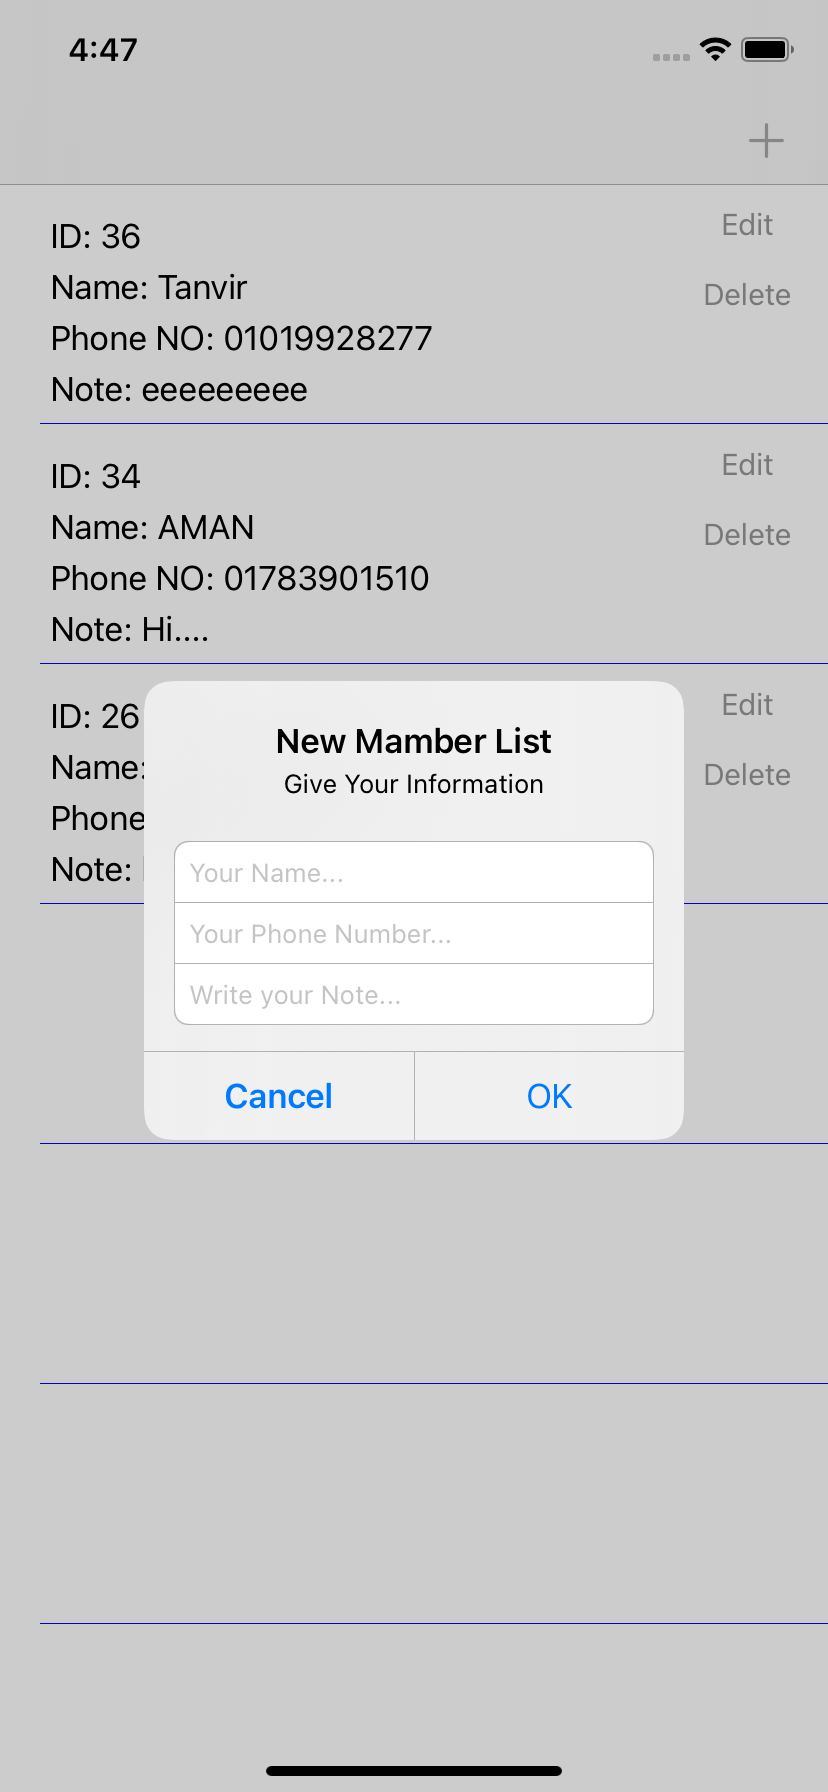 4:47
ID: 36
Edit
Name: Tanvir
Delete
Phone NO: 01019928277
Note: eeeeeeeee
ID: 34
Edit
Name: AMAN
Delete
Phone NO: 01783901510
Note: Hi....
ID: 26
Edit
Name:
Delete
Phone
Note:
New Mamber List
Give Your Information
Your Name...
Your Phone Number...
Write your Note...
Cancel
OK